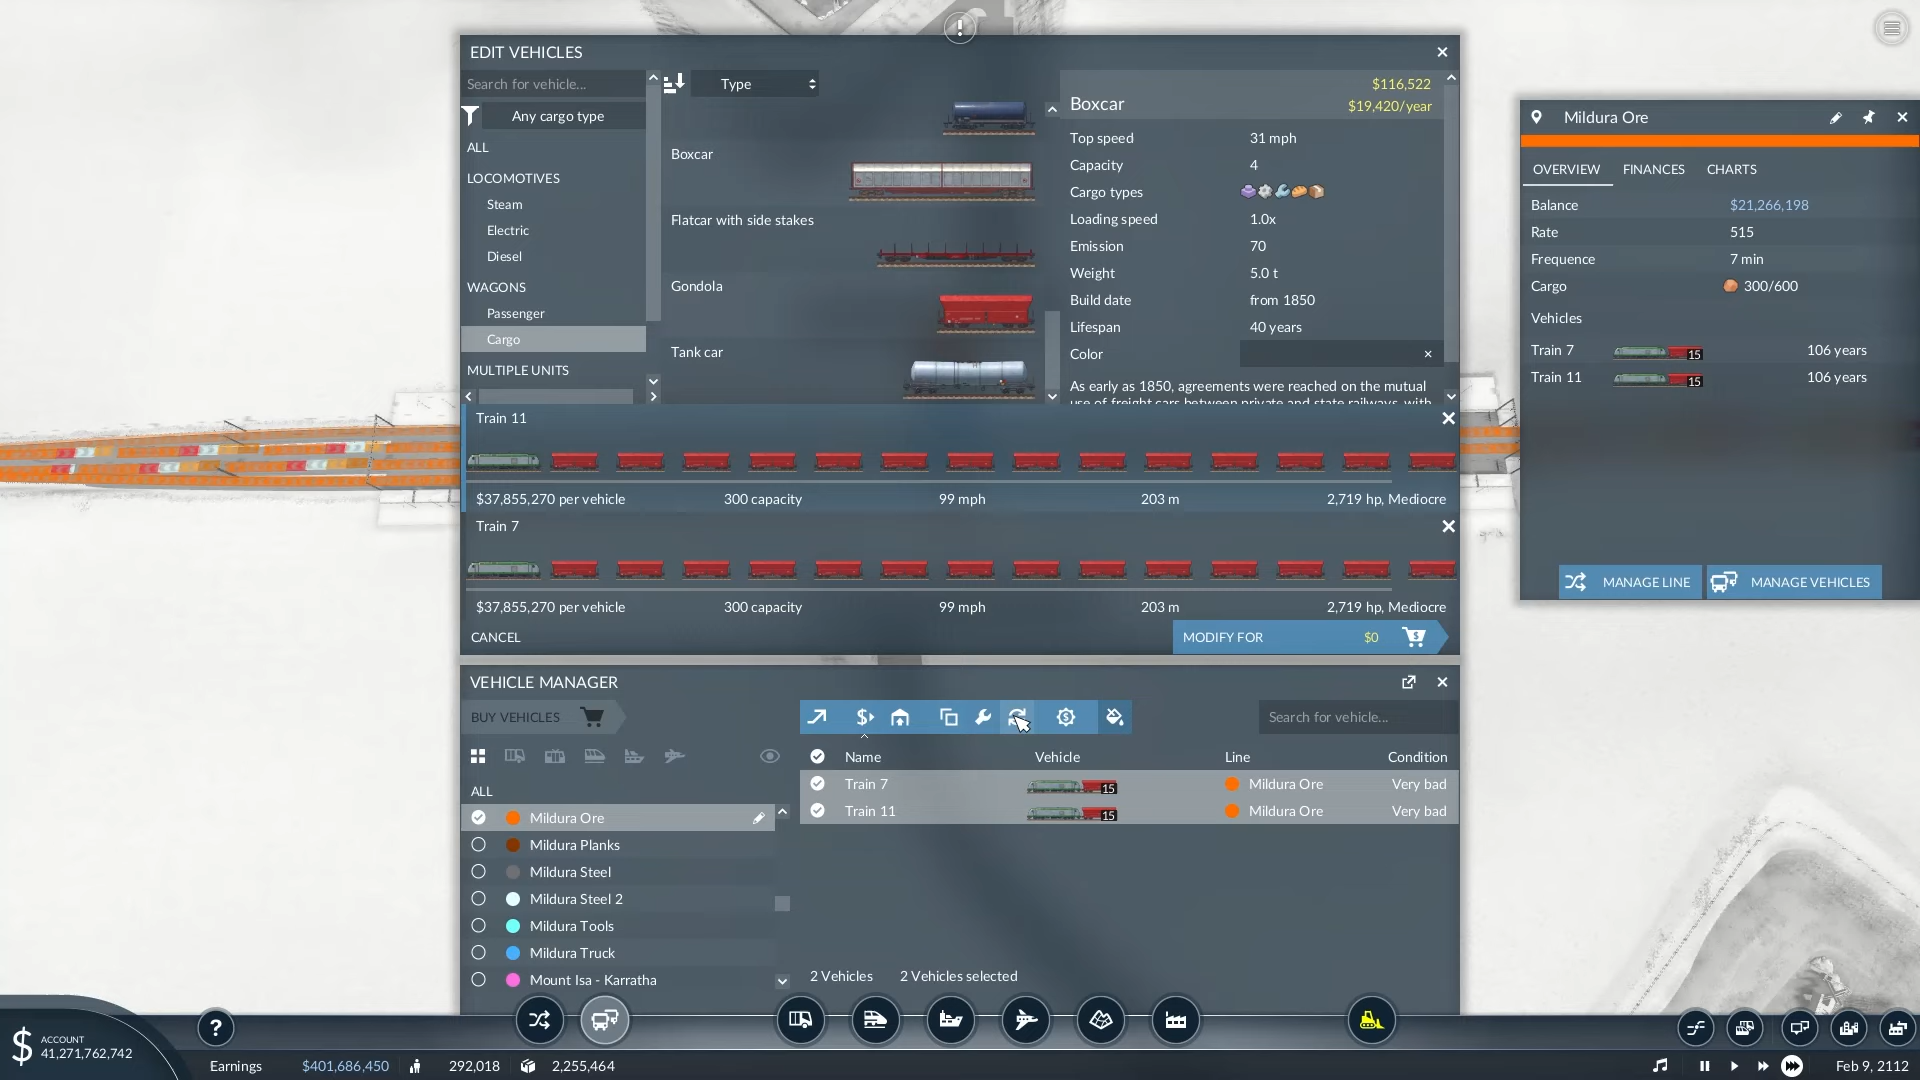 EDIT VEHICLES
Search for vehicle...
Any cargo type
ALL
LOCOMOTIVES
Steam
Electric
Diesel
WAGONS
Passenger
Cargo
MULTIPLE UNITS
Type
Boxcar
Flatcar with side stakes
Gondola
Tank car
$116,522
Boxcar
$19,420/year
Top speed 31 mph
Capacity 4
Cargo types
Loading speed 1.0x
Emission 70
Weight 5.0 t
Build date from 1850
Lifespan 40 years
Color
As early as 1850, agreements were reached on the mutual
use of freight cars between private and state railways, with
Train 11
$37,855,270 per vehicle 300 capacity 99 mph 203 m 2,719 hp, Mediocre
Train 7
$37,855,270 per vehicle 300 capacity 99 mph 203 m 2,719 hp, Mediocre
CANCEL
MODIFY FOR $0
VEHICLE MANAGER
BUY VEHICLES
Search for vehicle...
ALL
Mildura Ore
Mildura Planks
Mildura Steel
Mildura Steel 2
Mildura Tools
Mildura Truck
Mount Isa - Karratha
Name Vehicle Line Condition
Train 7 15 Mildura Ore Very bad
Train 11 15 Mildura Ore Very bad
2 Vehicles 2 Vehicles selected
Mildura Ore
OVERVIEW FINANCES CHARTS
Balance $21,266,198
Rate 515
Frequence 7 min
Cargo 300/600
Vehicles
Train 7 15 106 years
Train 11 15 106 years
MANAGE LINE MANAGE VEHICLES
?
$ ACCOUNT
41,271,762,742
Earnings $401,686,450 292,018 2,255,464
Feb 9, 2112